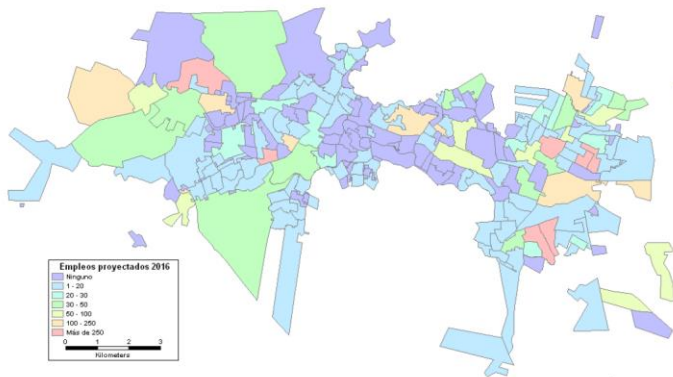 Empleos proyectados 2016
Ninguno
1 - 20
20 - 30
30 - 50
50 - 100
100 - 250
Más de 250
0 1 2 3
Kilometers